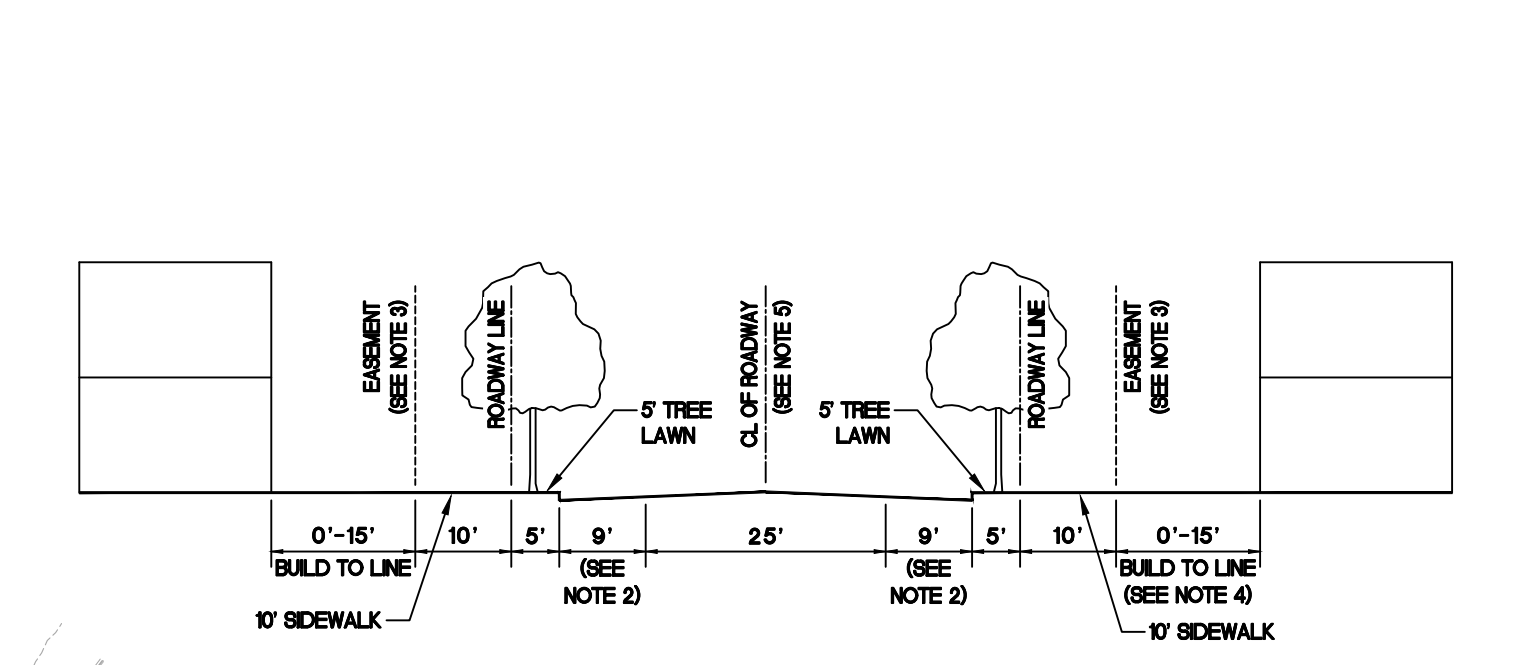 EASEMENT
(SEE NOTE 3)
ROADWAY LINE
CL OF ROADWAY
(SEE NOTE 5)
ROADWAY LINE
EASEMENT
(SEE NOTE 3)
5' TREE
LAWN
5' TREE
LAWN
0'-15'
10'
5'
9'
25'
9'
5'
10'
0'-15'
BUILD TO LINE
(SEE
NOTE 2)
(SEE
NOTE 2)
BUILD TO LINE
(SEE NOTE 4)
10' SIDEWALK
10' SIDEWALK